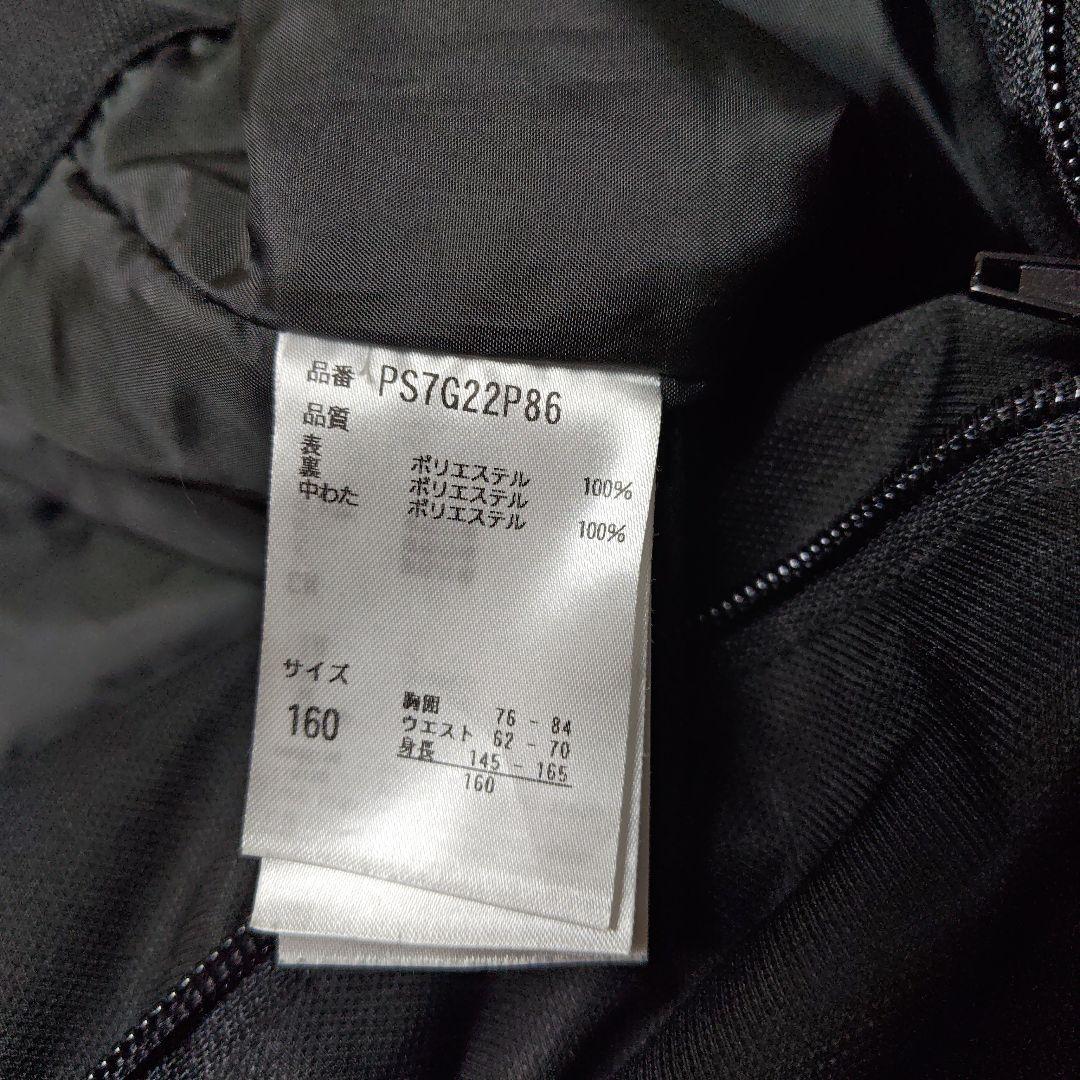 品番 PS7G22P86
品質
表 ポリエステル 100%
裏 ポリエステル
中わた ポリエステル 100%
サイズ
160
胸囲 76 - 84
ウエスト 62 - 70
身長 145 - 165
160